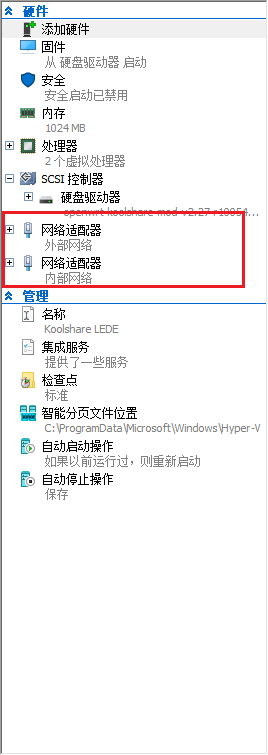 硬件
添加硬件
固件
从 硬盘驱动器 启动
安全
安全启动已禁用
内存
1024 MB
处理器
2 个虚拟处理器
SCSI 控制器
硬盘驱动器
网络适配器
外部网络
网络适配器
内部网络
管理
名称
Koolshare LEDE
集成服务
提供了一些服务
检查点
标准
智能分页文件位置
C:\ProgramData\Microsoft\Windows\Hyper-V
自动启动操作
如果以前运行过，则重新启动
自动停止操作
保存